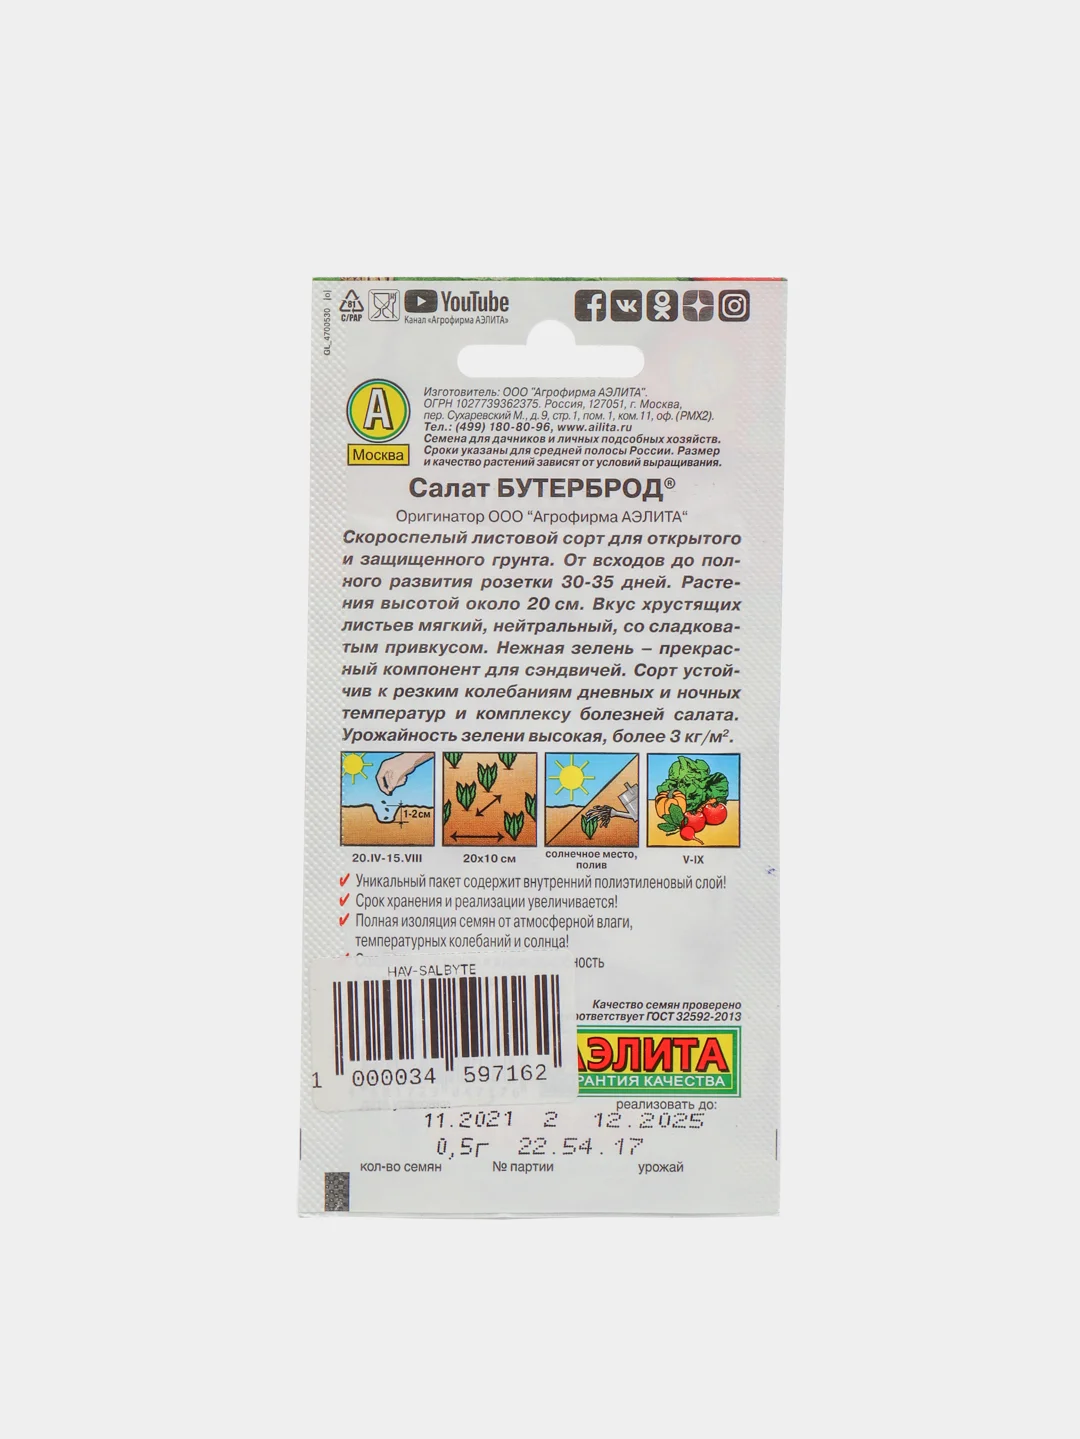 GL_4700530
81
C/PAP
YouTube
Канал «Агрофирма АЭЛИТА»
А
Москва
Изготовитель: ООО "Агрофирма АЭЛИТА".
ОГРН 1027739362375. Россия, 127051, г. Москва,
пер. Сухаревский М., д. 9, стр. 1, пом. 1, ком. 11, оф. (РМХ2).
Тел.: (499) 180-80-96, www.ailita.ru
Семена для дачников и личных подсобных хозяйств.
Сроки указаны для средней полосы России. Размер
и качество растений зависят от условий выращивания.
Салат БУТЕРБРОД®
Оригинатор ООО "Агрофирма АЭЛИТА"
Скороспелый листовой сорт для открытого
и защищенного грунта. От всходов до пол-
ного развития розетки 30-35 дней. Расте-
ния высотой около 20 см. Вкус хрустящих
листьев мягкий, нейтральный, со сладкова-
тым привкусом. Нежная зелень – прекрас-
ный компонент для сэндвичей. Сорт устой-
чив к резким колебаниям дневных и ночных
температур и комплексу болезней салата.
Урожайность зелени высокая, более 3 кг/м².
1-2 см
20.IV-15.VIII
20х10 см
солнечное место,
полив
V-IX
Уникальный пакет содержит внутренний полиэтиленовый слой!
Срок хранения и реализации увеличивается!
Полная изоляция семян от атмосферной влаги,
температурных колебаний и солнца!
HAV-SALBYTE
1 000034 597162
Качество семян проверено
ГОСТ 32592-2013
АЭЛИТА
КАЧЕСТВА
реализовать до:
11.2021 2 12.2025
0,5г 22.54.17
кол-во семян № партии урожай